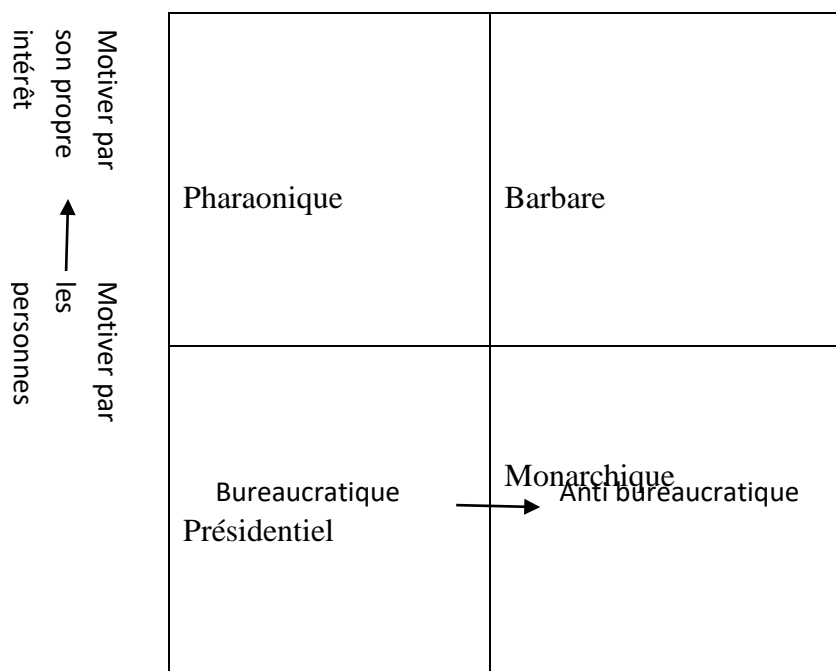 Motiver par
son propre
intérêt
Motiver par
les
personnes
Pharaonique
Barbare
Monarchique
Bureaucratique
Anti bureaucratique
Présidentiel